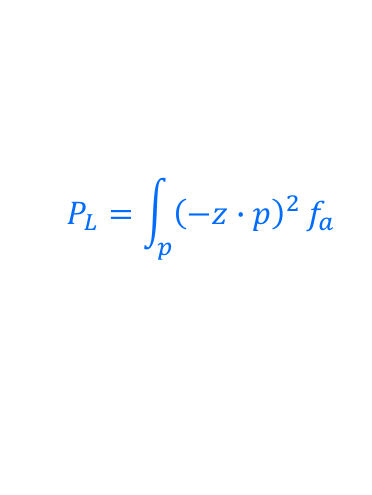 P_L = ∫_p (−z · p)² f_a